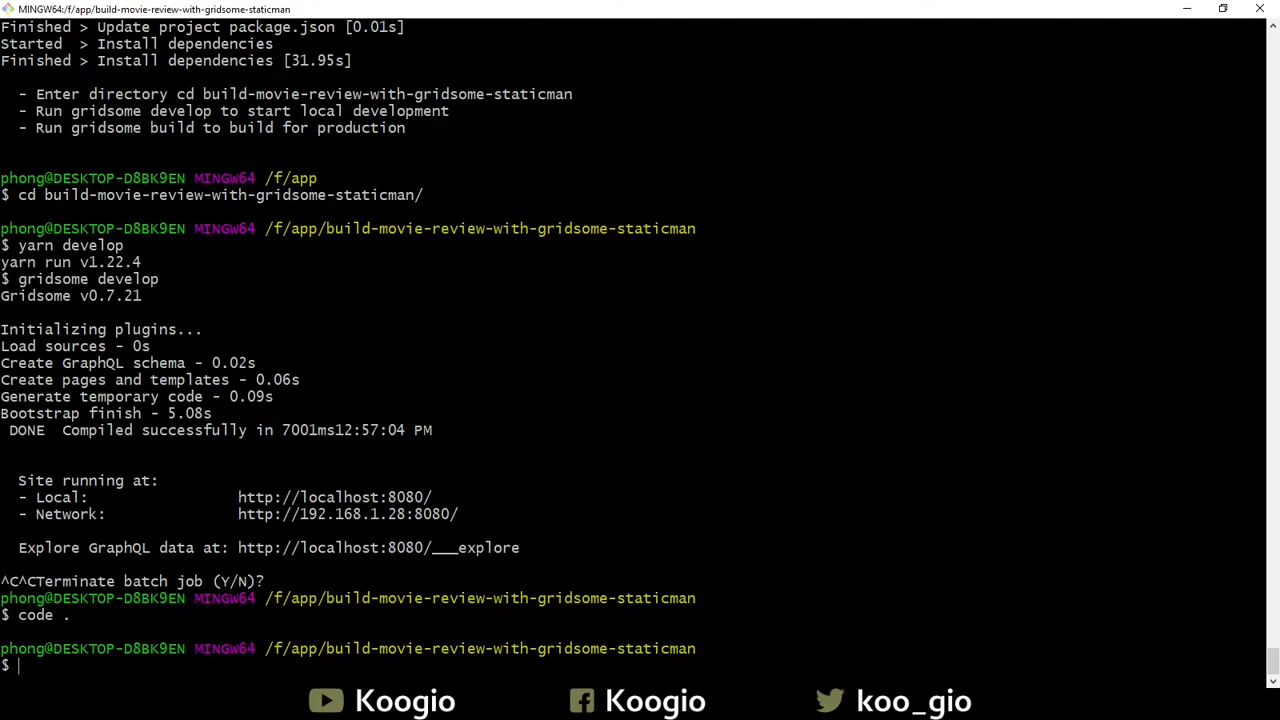 MINGW64:/f/app/build-movie-review-with-gridsome-staticman
Finished > Update project package.json [0.01s]
Started  > Install dependencies
Finished > Install dependencies [31.95s]
- Enter directory cd build-movie-review-with-gridsome-staticman
- Run gridsome develop to start local development
- Run gridsome build to build for production
phong@DESKTOP-D8BK9EN MINGW64 /f/app
$ cd build-movie-review-with-gridsome-staticman/
phong@DESKTOP-D8BK9EN MINGW64 /f/app/build-movie-review-with-gridsome-staticman
$ yarn develop
yarn run v1.22.4
$ gridsome develop
Gridsome v0.7.21
Initializing plugins...
Load sources - 0s
Create GraphQL schema - 0.02s
Create pages and templates - 0.06s
Generate temporary code - 0.09s
Bootstrap finish - 5.08s
DONE  Compiled successfully in 7001ms12:57:04 PM
Site running at:
- Local: http://localhost:8080/
- Network: http://192.168.1.28:8080/
Explore GraphQL data at: http://localhost:8080/___explore
^C^CTerminate batch job (Y/N)?
phong@DESKTOP-D8BK9EN MINGW64 /f/app/build-movie-review-with-gridsome-staticman
$ code .
phong@DESKTOP-D8BK9EN MINGW64 /f/app/build-movie-review-with-gridsome-staticman
$
Koogio Koogio koo_gio